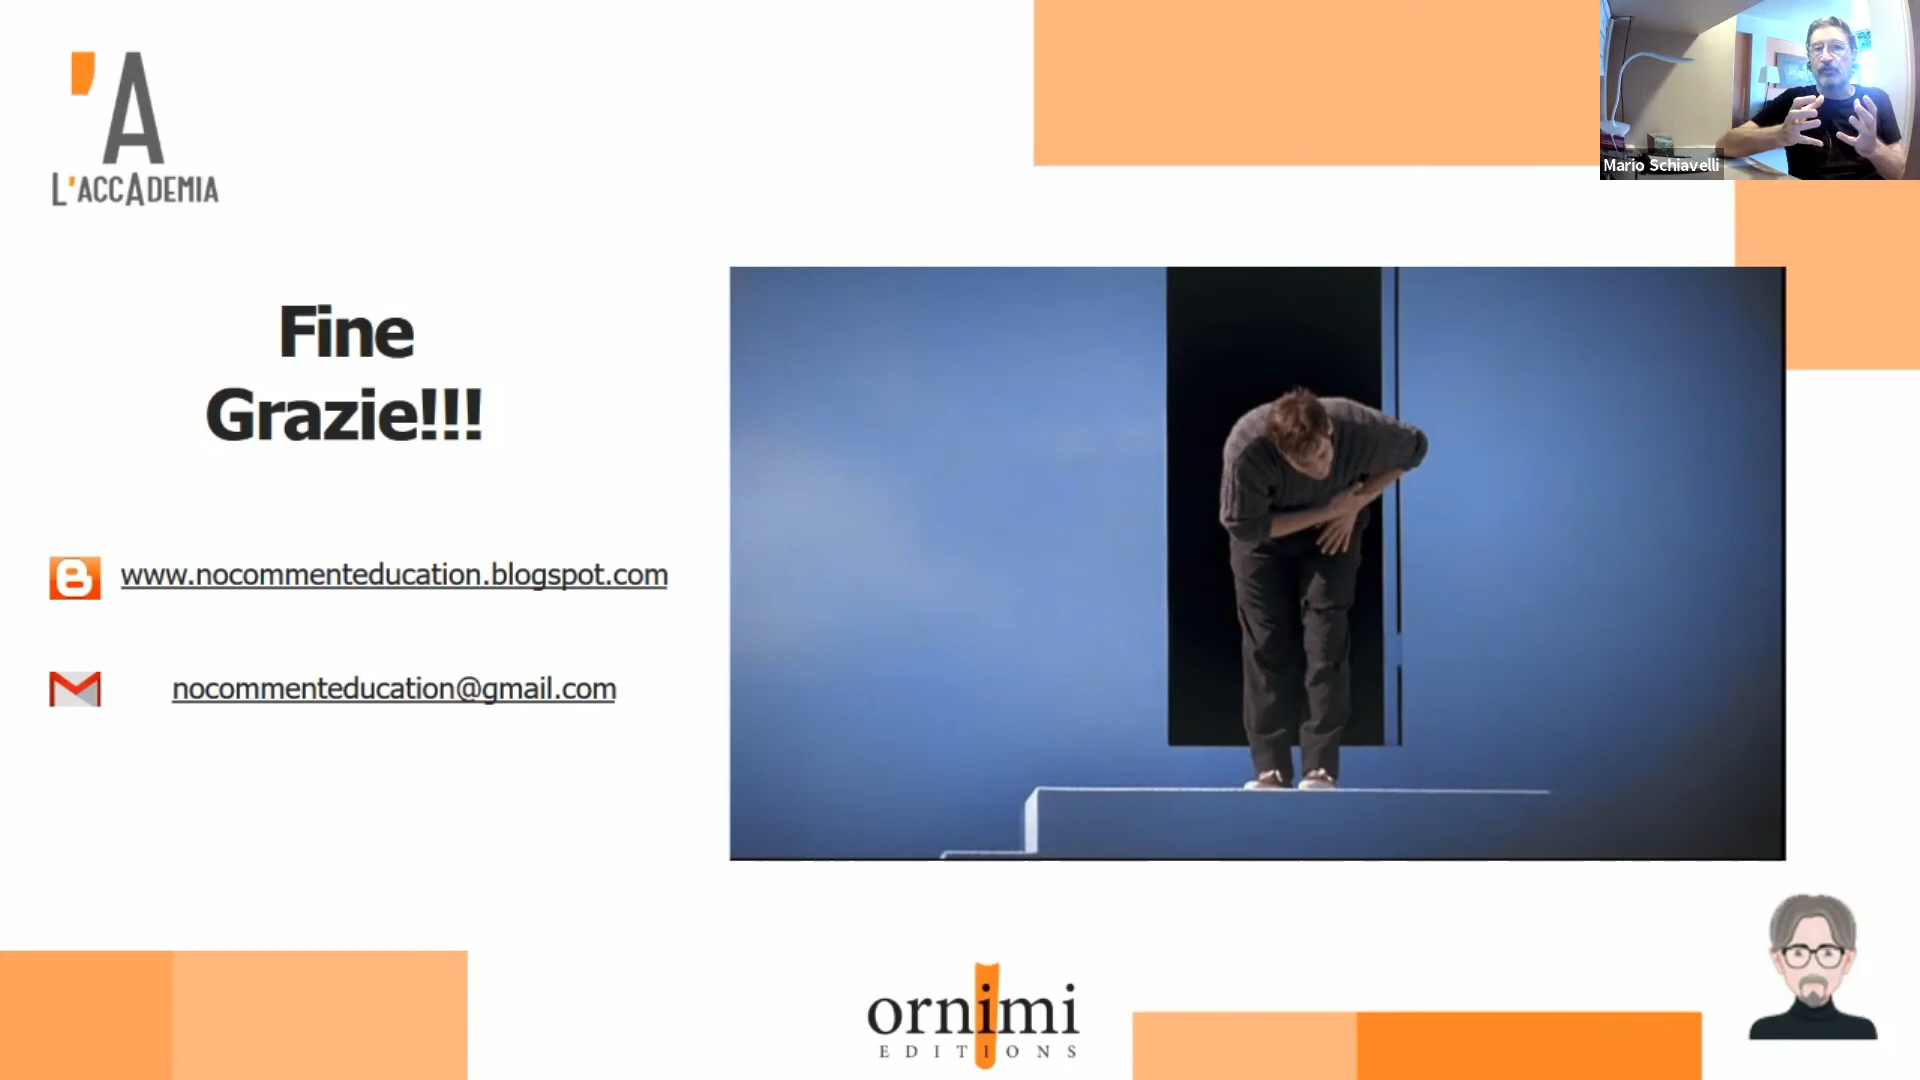 'A
L'ACCADEMIA
Mario Schiavelli
Fine
Grazie!!!
www.nocommenteducation.blogspot.com
nocommenteducation@gmail.com
ornimi
EDITIONS